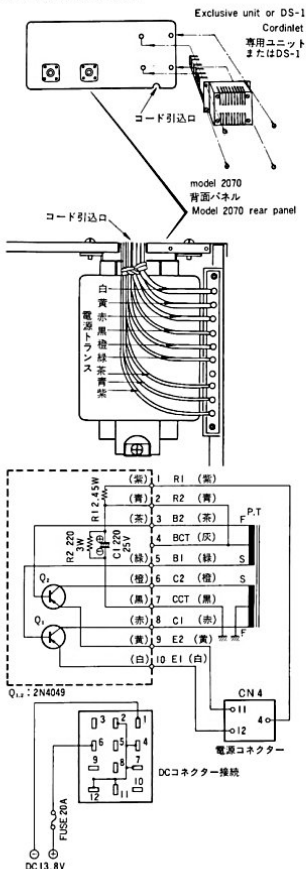 Exclusive unit or DS-1
Cordinlet
専用ユニット
またはDS-1
コード引込口
model 2070
背面パネル
Model 2070 rear panel
コード引込口
白
黄
赤
黒
橙
緑
茶
青
紫
電源トランス
(紫) 1 R1 (紫)
(青) 2 R2 (青)
(茶) 3 B2 (茶)
4 BCT (灰)
(緑) 5 B1 (緑)
(橙) 6 C2 (橙)
(黒) 7 CCT (黒)
(赤) 8 C1 (赤)
(黄) 9 E2 (黄)
(白) 10 E1 (白)
P.T
F
S
S
F
R1 2.4 5W
R2 220
3W
C1 220
25V
Q2
Q1
Q1,2 : 2N4049
CN 4
11
4
12
電源コネクター
3 2 1
6 5 4
9 8 7
12 11 10
DCコネクター接続
FUSE 20A
DC13.8V